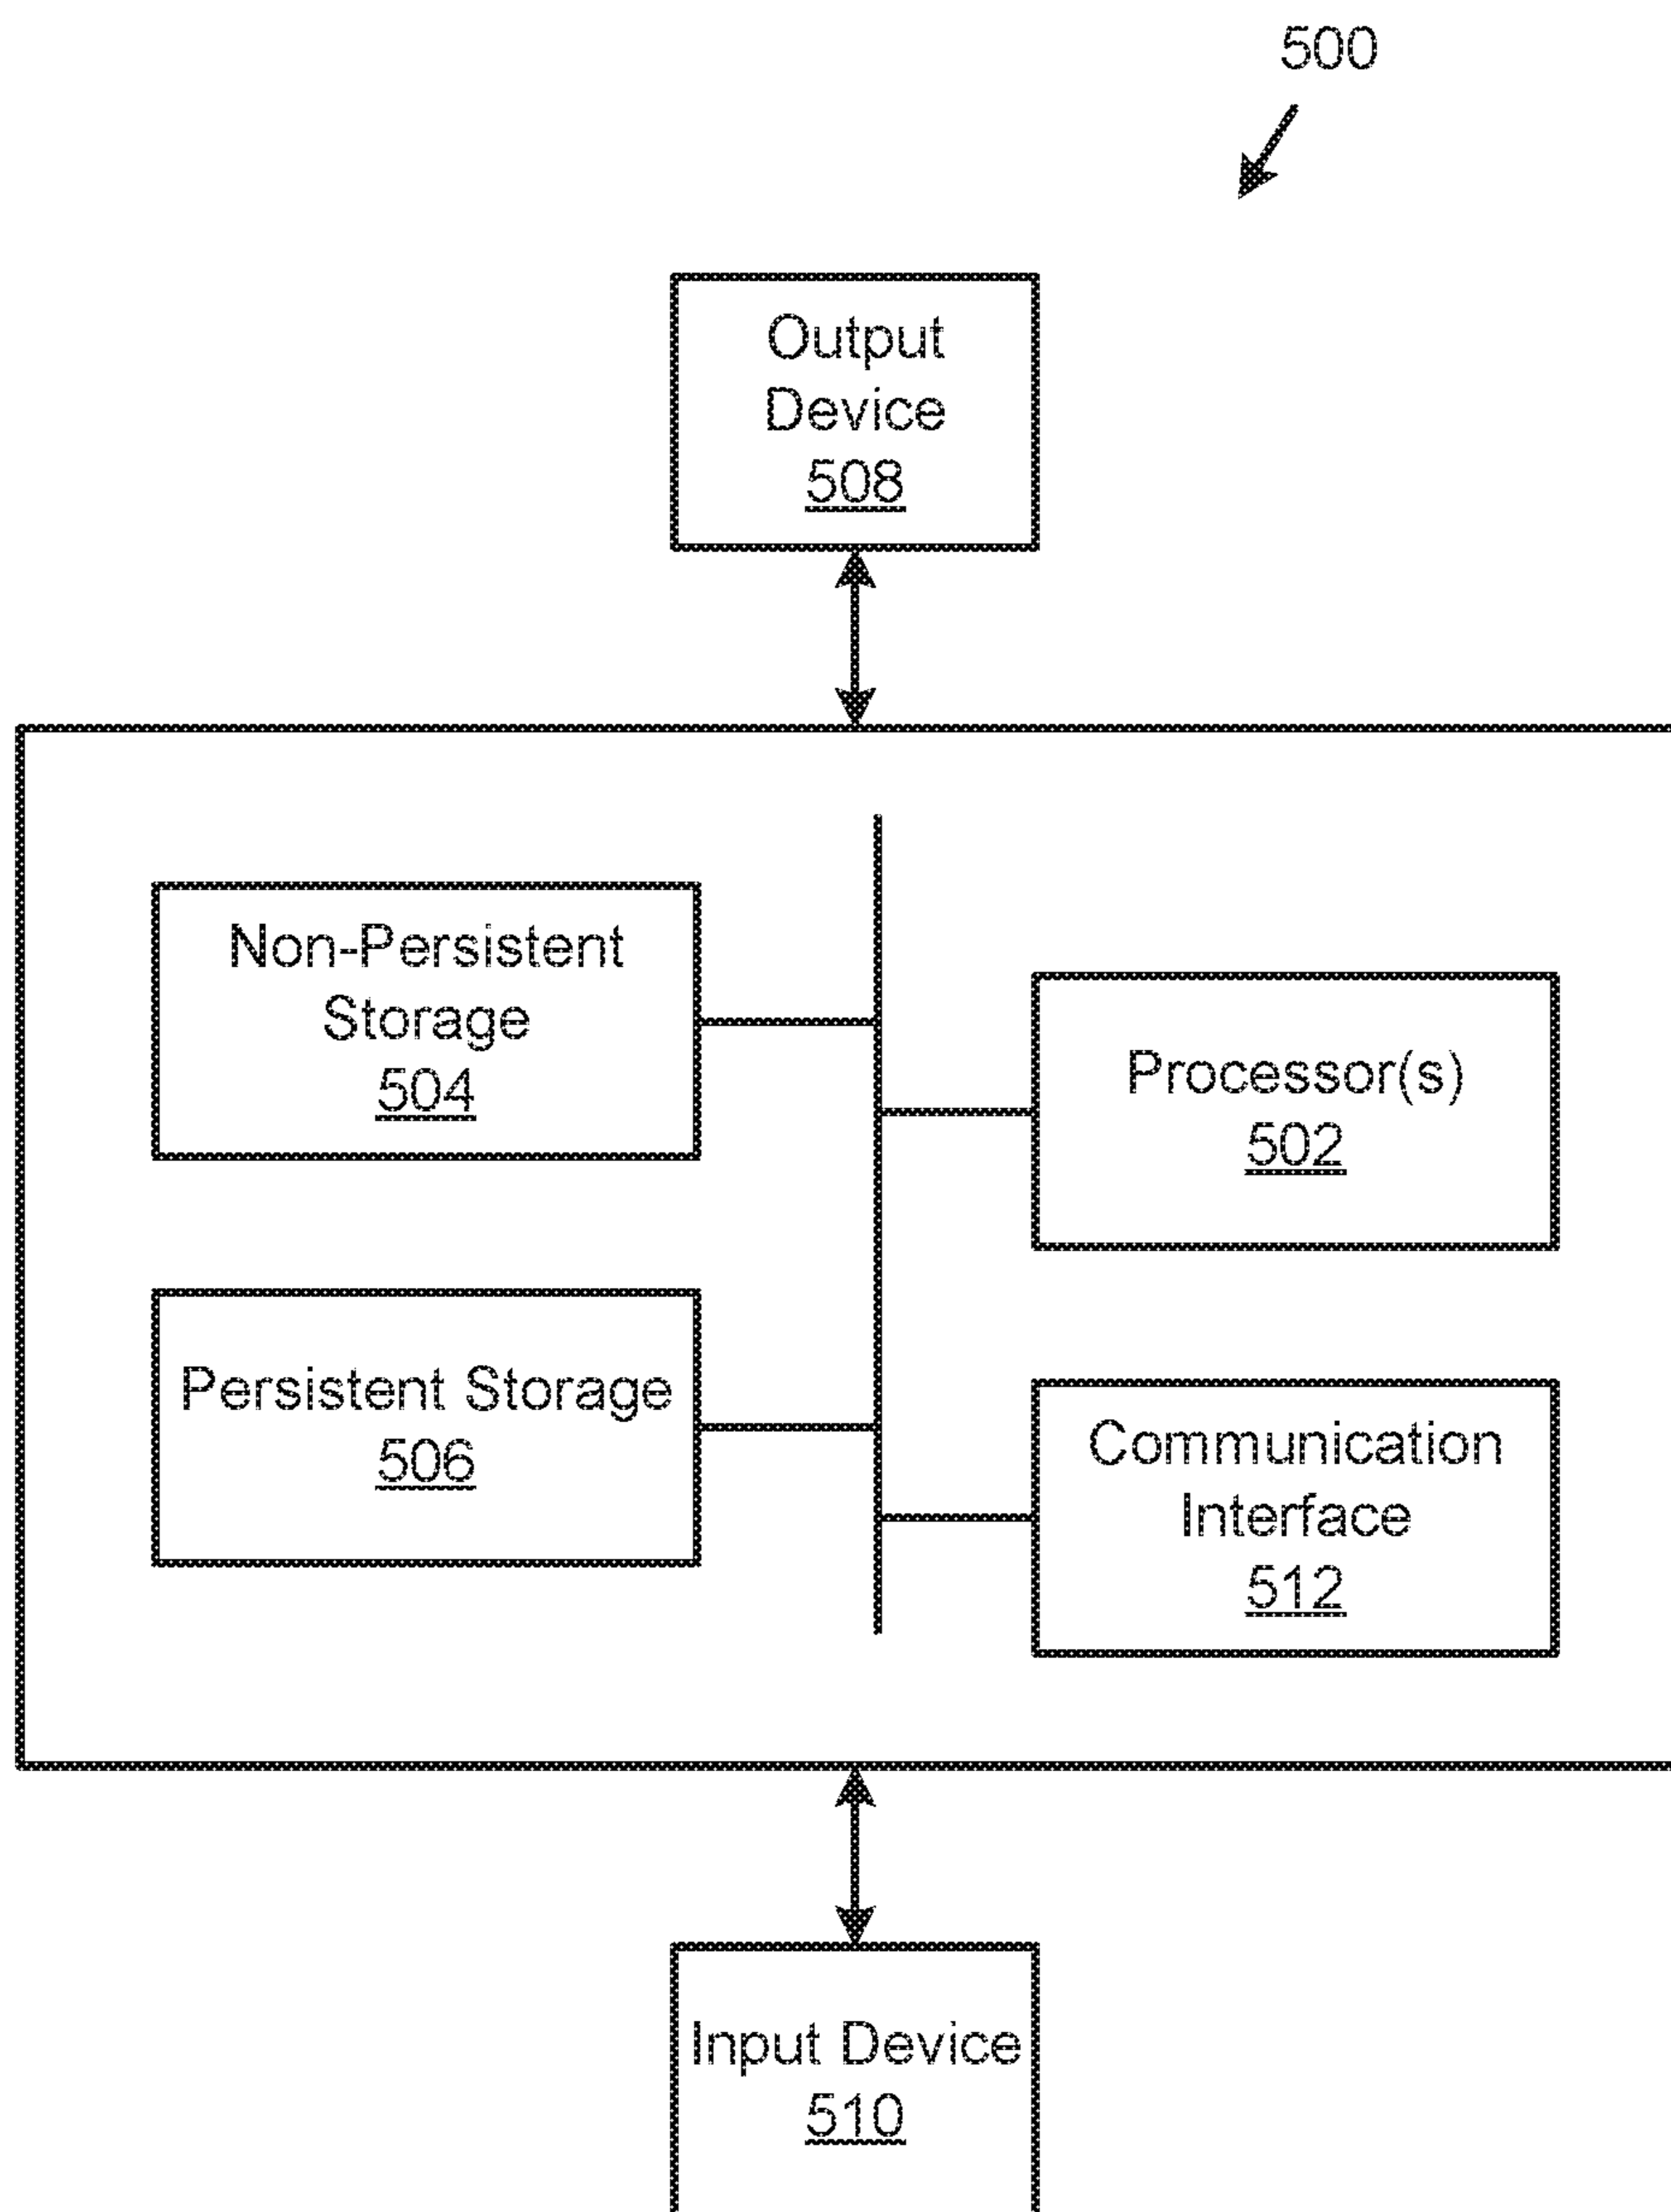 500
Output
Device
508
Non-Persistent
Storage
504
Processor(s)
502
Persistent Storage
506
Communication
Interface
512
Input Device
510